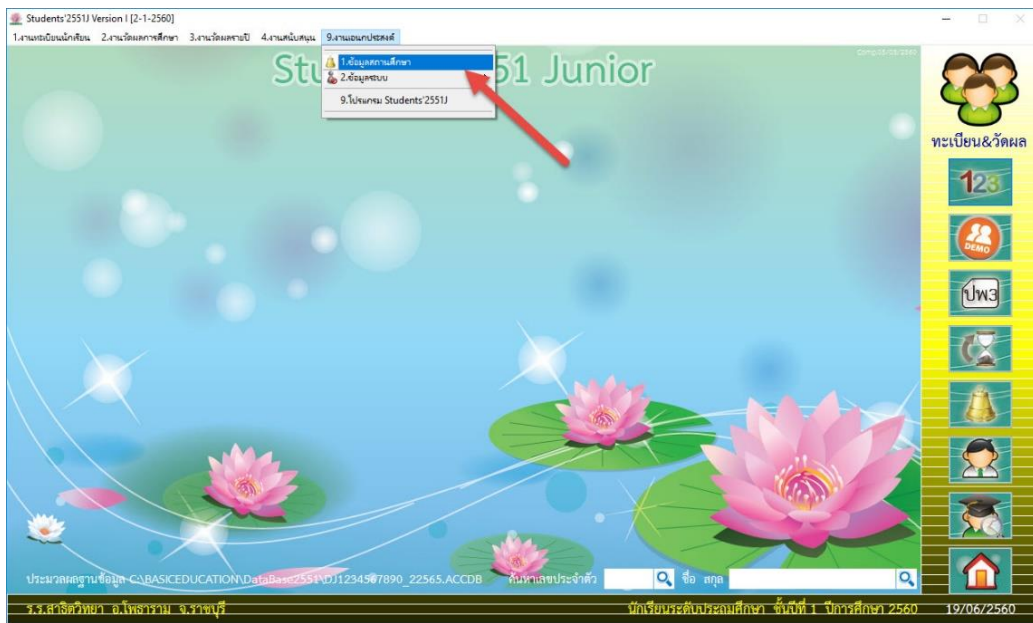 Students'2551J Version I [2-1-2560]
1.งานทะเบียนนักเรียน 2.งานวัดผลการศึกษา 3.งานวัดผลรายปี 4.งานสนับสนุน 9.งานเอนกประสงค์
1.ข้อมูลสถานศึกษา
2.ข้อมูลระบบ
9.โปรแกรม Students'2551J
51 Junior
ทะเบียน&วัดผล
123
DEMO
ปพ3
ประมวลผลฐานข้อมูล C:\BASICEDUCATION\DataBase2551\DJ1234567890_22565.ACCDB ค้นหาเลขประจำตัว ชื่อ สกุล
ร.ร.สาธิตวิทยา อ.โพธาราม จ.ราชบุรี นักเรียนระดับประถมศึกษา ชั้นปีที่ 1 ปีการศึกษา 2560 19/06/2560